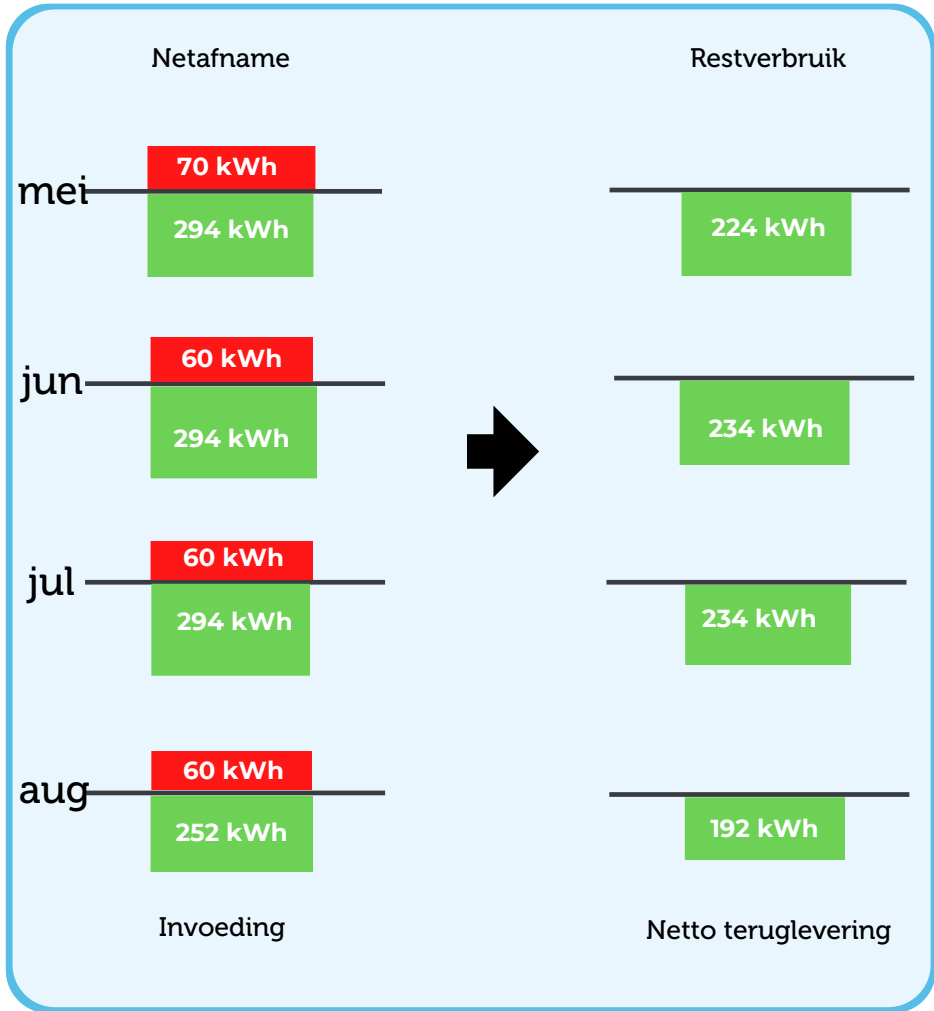 Netafname
Restverbruik
mei
70 kWh
294 kWh
224 kWh
jun
60 kWh
294 kWh
234 kWh
jul
60 kWh
294 kWh
234 kWh
aug
60 kWh
252 kWh
192 kWh
Invoeding
Netto teruglevering